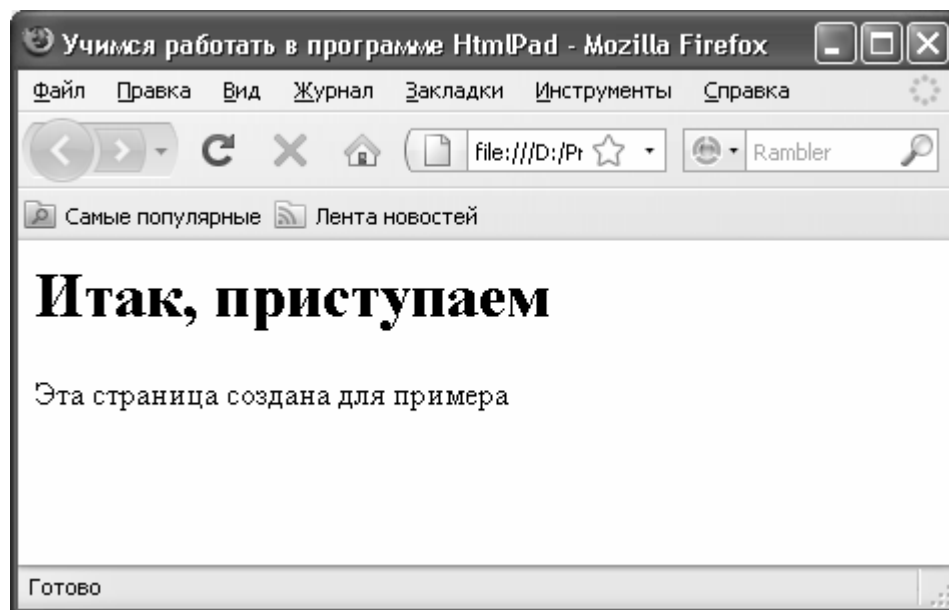 Учимся работать в программе HtmlPad - Mozilla Firefox
Файл Правка Вид Журнал Закладки Инструменты Справка
file:///D:/Pr Rambler
Самые популярные Лента новостей
Итак, приступаем
Эта страница создана для примера
Готово